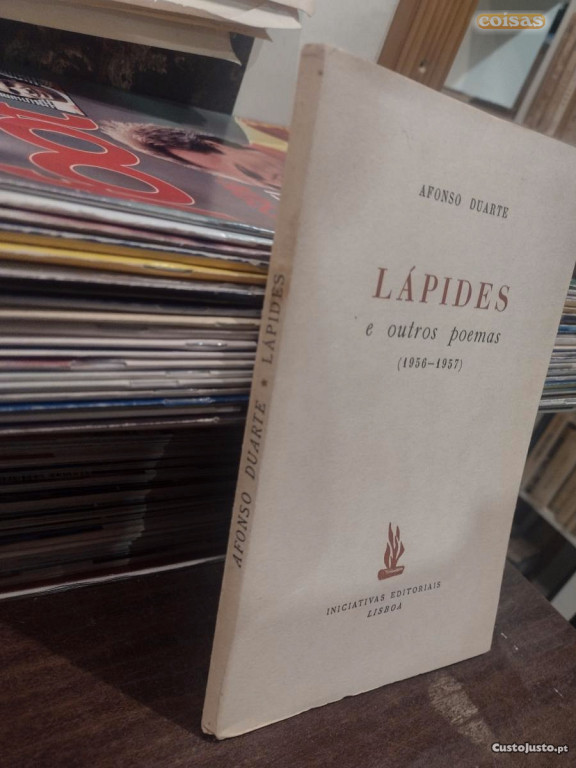 coisas
AFONSO DUARTE
LÁPIDES
e outros poemas
(1956-1957)
INICIATIVAS EDITORIAIS
LISBOA
AFONSO DUARTE * LÁPIDES
CustoJusto.pt